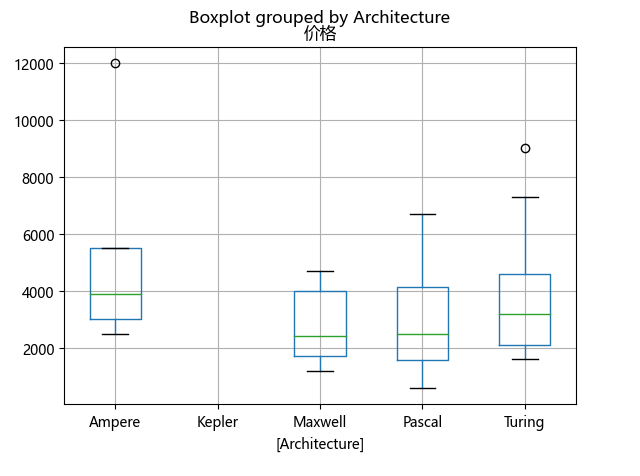 Boxplot grouped by Architecture
价格
12000
10000
8000
6000
4000
2000
Ampere Kepler Maxwell Pascal Turing
[Architecture]